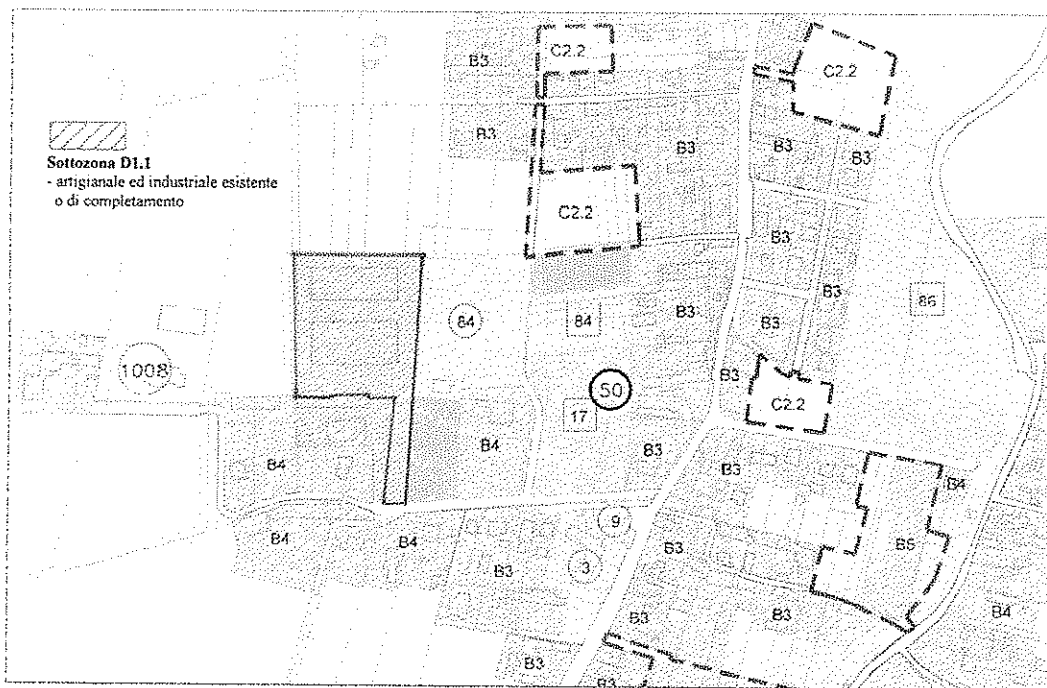 C2.2
B3
C2.2
Sottozona D1.1
- artigianale ed industriale esistente
o di completamento
B3
B3
B3
B3
C2.2
B3
B3
86
84
84
B3
B3
1008
50
B3
C2.2
17
B4
B4
B3
B3
B4
B4
B4
B3
9
3
B3
B5
B3
B3
B4
B3
B3